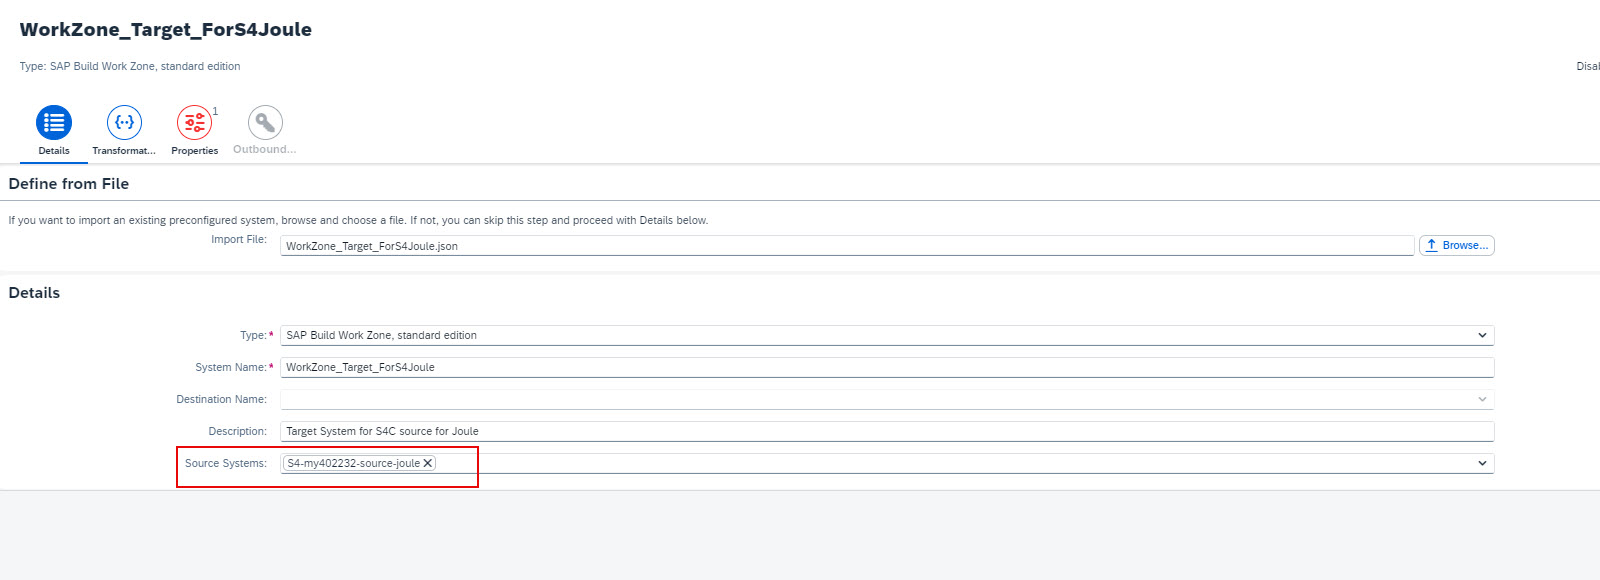 WorkZone_Target_ForS4Joule
Type: SAP Build Work Zone, standard edition
Disal
1
Details Transformat... Properties Outbound...
Define from File
If you want to import an existing preconfigured system, browse and choose a file. If not, you can skip this step and proceed with Details below.
Import File: WorkZone_Target_ForS4Joule.json Browse...
Details
Type:* SAP Build Work Zone, standard edition
System Name:* WorkZone_Target_ForS4Joule
Destination Name:
Description: Target System for S4C source for Joule
Source Systems: S4-my402232-source-joule